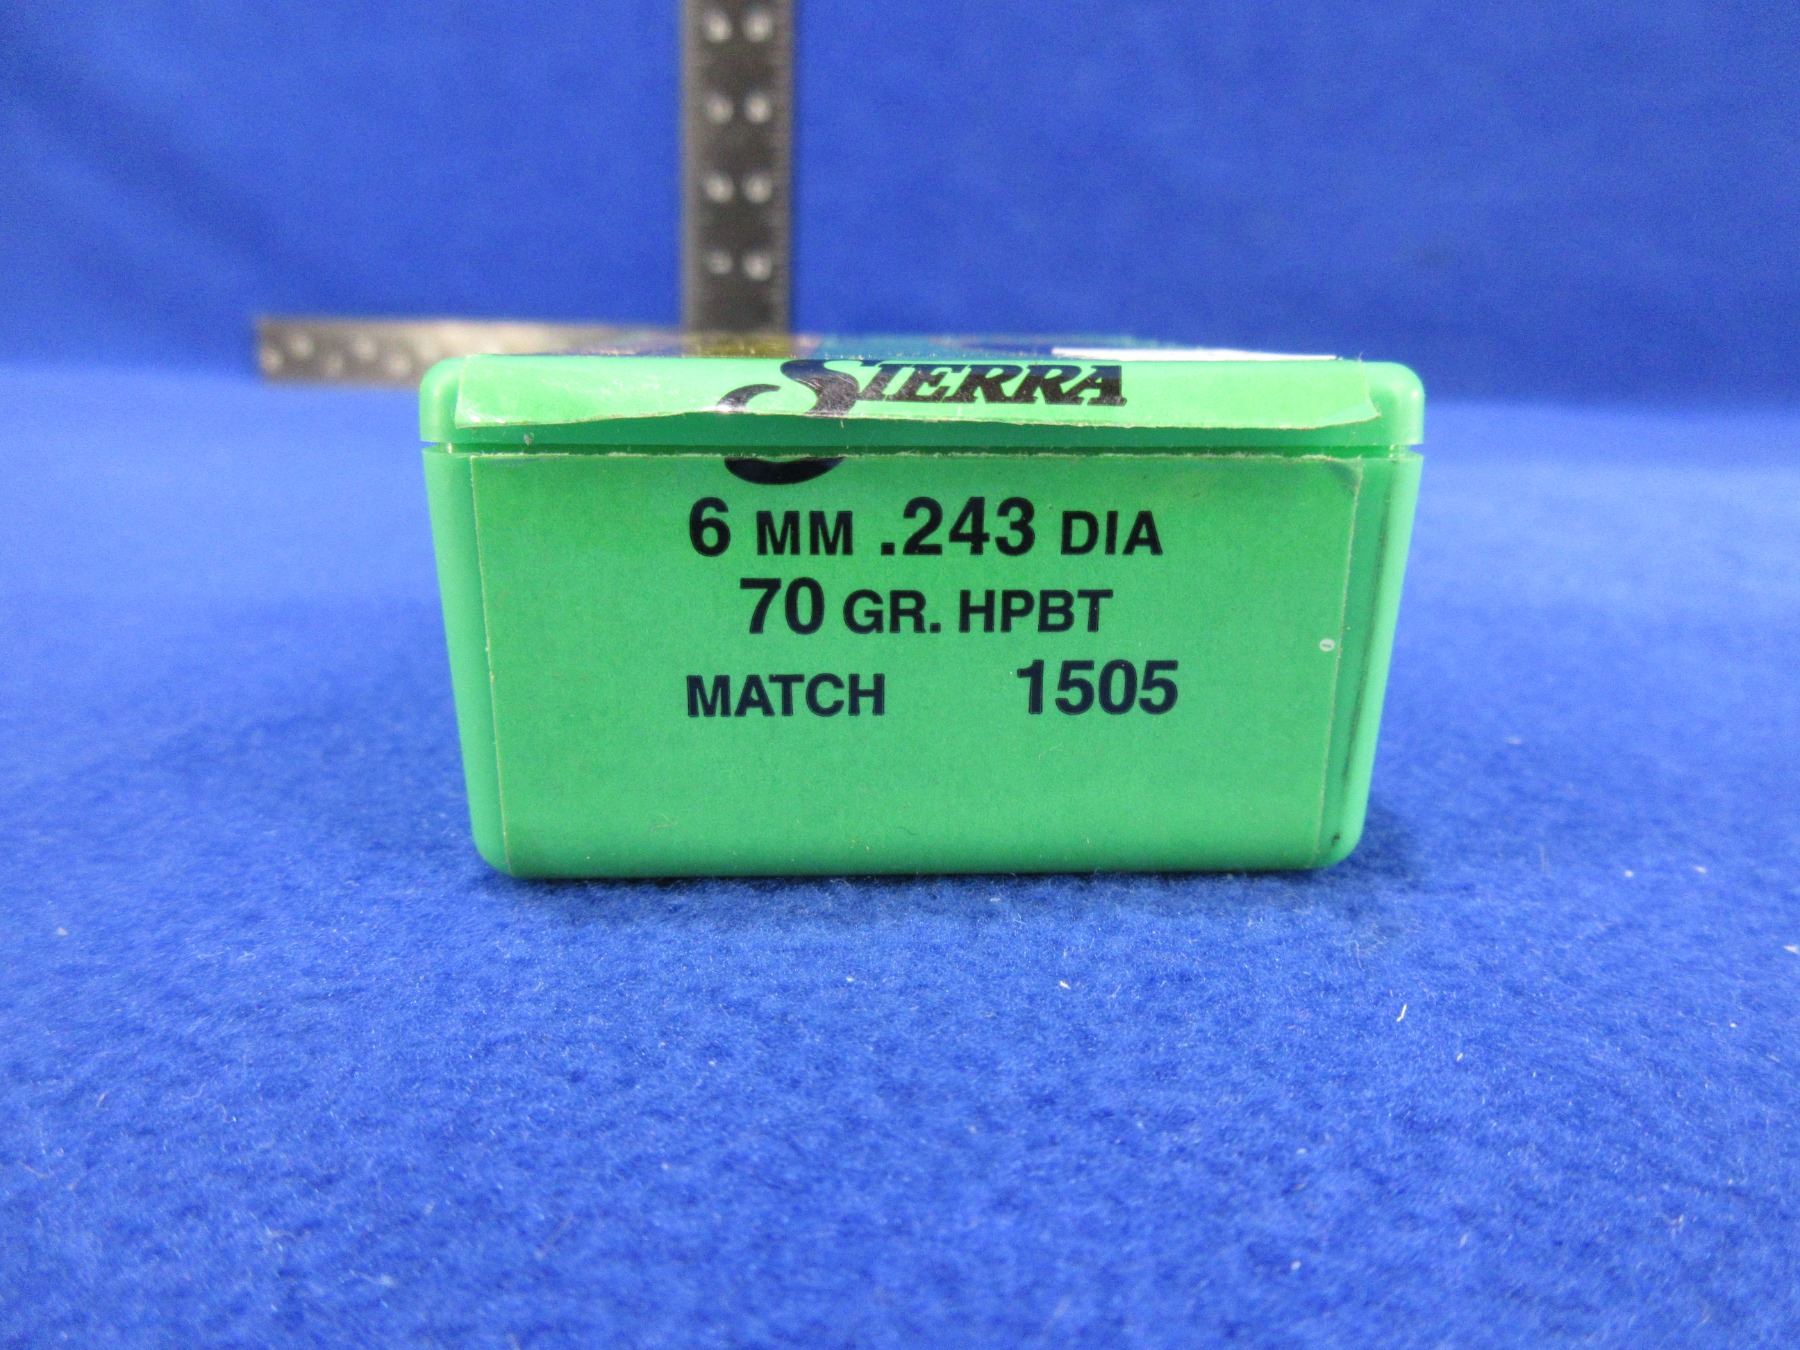 SIERRA
6 MM .243 DIA
70 GR. HPBT
MATCH 1505